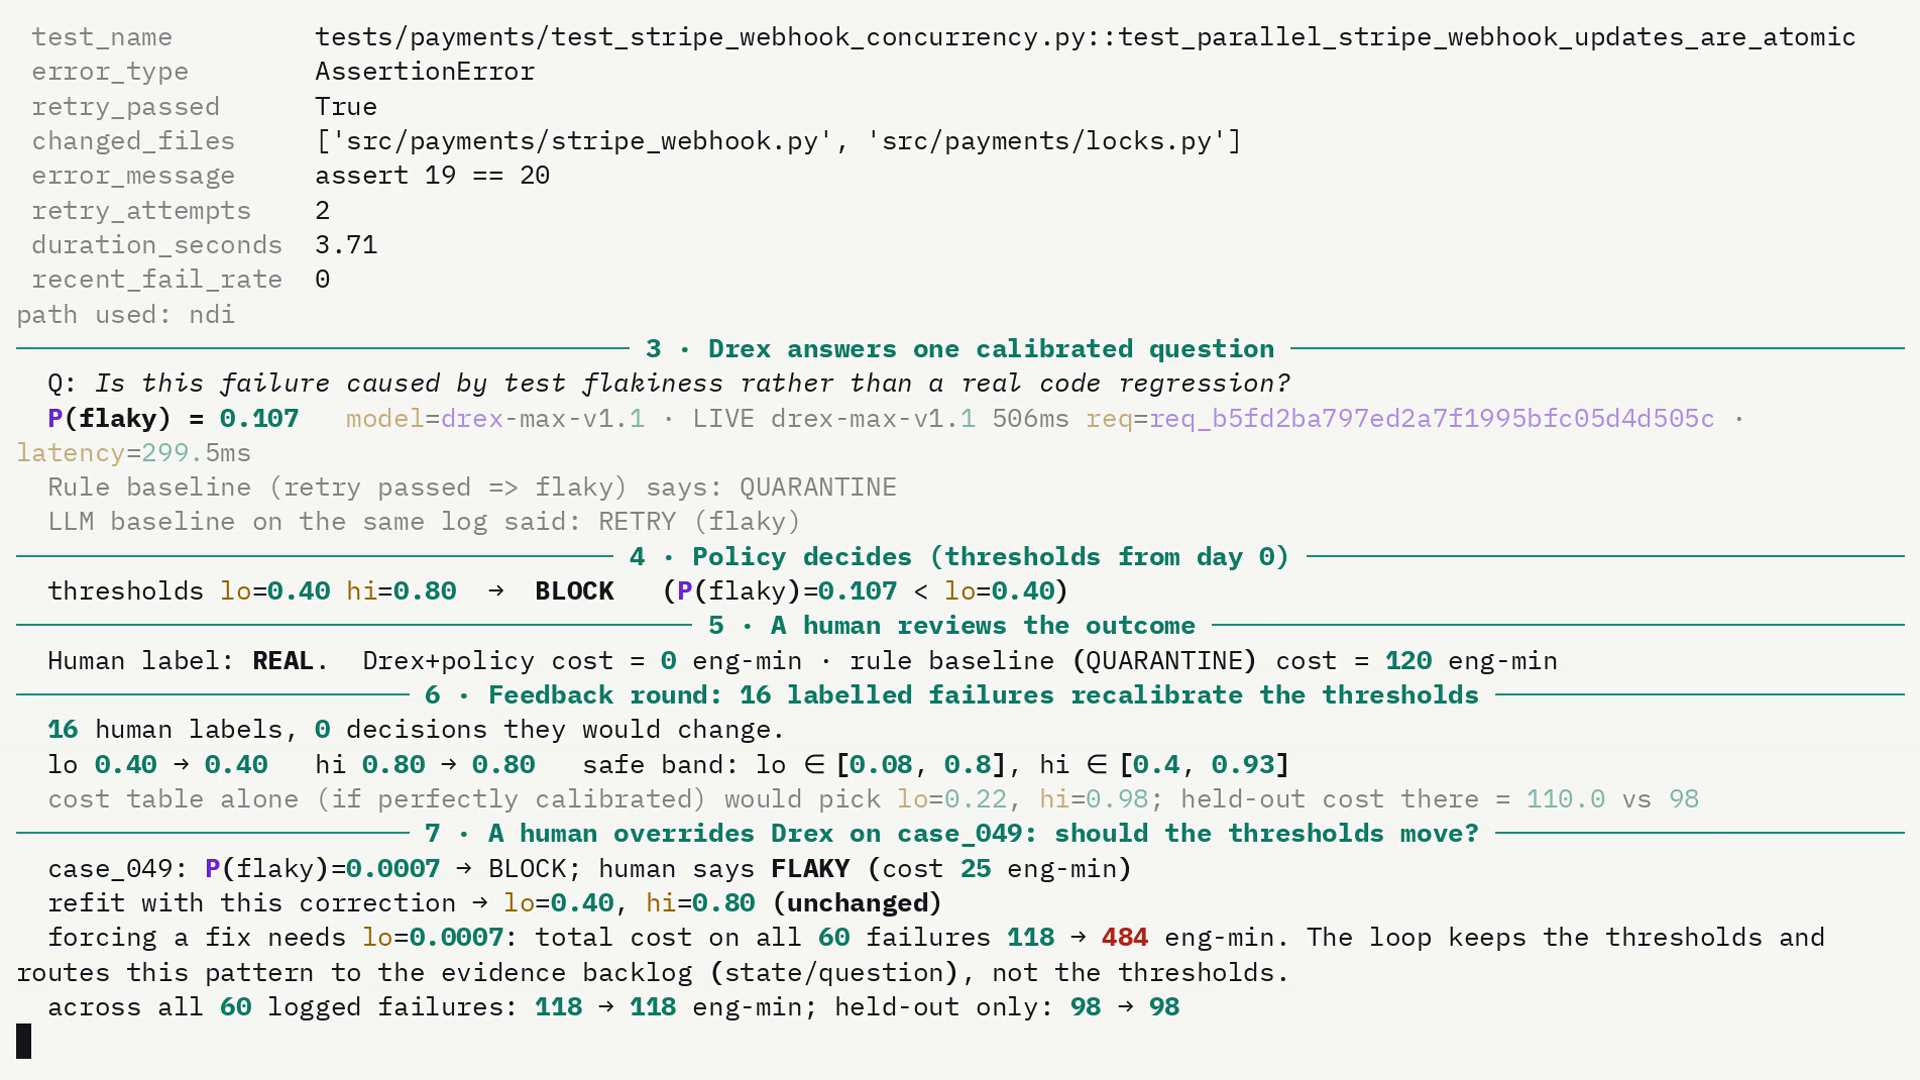 test_name tests/payments/test_stripe_webhook_concurrency.py::test_parallel_stripe_webhook_updates_are_atomic
error_type AssertionError
retry_passed True
changed_files ['src/payments/stripe_webhook.py', 'src/payments/locks.py']
error_message assert 19 == 20
retry_attempts 2
duration_seconds 3.71
recent_fail_rate 0
path used: ndi
3 · Drex answers one calibrated question
Q: Is this failure caused by test flakiness rather than a real code regression?
P(flaky) = 0.107 model=drex-max-v1.1 · LIVE drex-max-v1.1 506ms req=req_b5fd2ba797ed2a7f1995bfc05d4d505c ·
latency=299.5ms
Rule baseline (retry passed => flaky) says: QUARANTINE
LLM baseline on the same log said: RETRY (flaky)
4 · Policy decides (thresholds from day 0)
thresholds lo=0.40 hi=0.80 → BLOCK (P(flaky)=0.107 < lo=0.40)
5 · A human reviews the outcome
Human label: REAL. Drex+policy cost = 0 eng-min · rule baseline (QUARANTINE) cost = 120 eng-min
6 · Feedback round: 16 labelled failures recalibrate the thresholds
16 human labels, 0 decisions they would change.
lo 0.40 → 0.40 hi 0.80 → 0.80 safe band: lo ∈ [0.08, 0.8], hi ∈ [0.4, 0.93]
cost table alone (if perfectly calibrated) would pick lo=0.22, hi=0.98; held-out cost there = 110.0 vs 98
7 · A human overrides Drex on case_049: should the thresholds move?
case_049: P(flaky)=0.0007 → BLOCK; human says FLAKY (cost 25 eng-min)
refit with this correction → lo=0.40, hi=0.80 (unchanged)
forcing a fix needs lo=0.0007: total cost on all 60 failures 118 → 484 eng-min. The loop keeps the thresholds and
routes this pattern to the evidence backlog (state/question), not the thresholds.
across all 60 logged failures: 118 → 118 eng-min; held-out only: 98 → 98